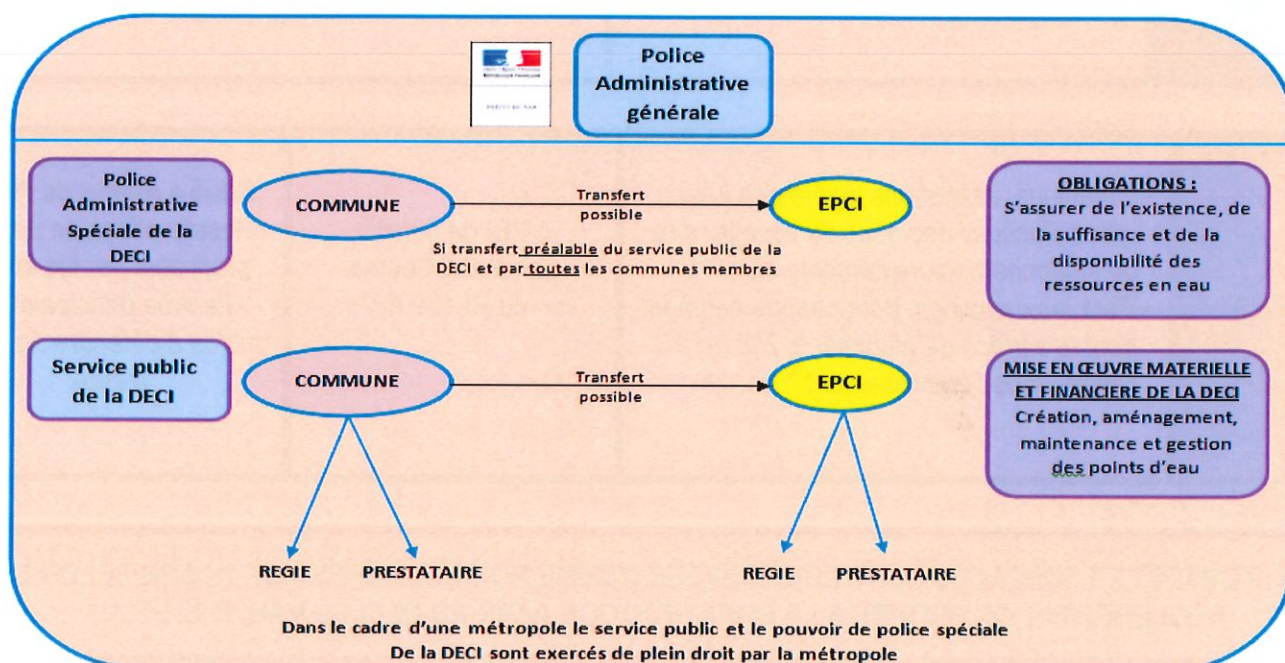 Police
Administrative
générale
RÉPUBLIQUE FRANÇAISE
PRÉFET DU VAR
Police
Administrative
Spéciale de la
DECI
COMMUNE
Transfert
possible
EPCI
Si transfert préalable du service public de la
DECI et par toutes les communes membres
OBLIGATIONS :
S'assurer de l'existence, de
la suffisance et de la
disponibilité des
ressources en eau
Service public
de la DECI
COMMUNE
Transfert
possible
EPCI
MISE EN ŒUVRE MATERIELLE
ET FINANCIERE DE LA DECI
Création, aménagement,
maintenance et gestion
des points d'eau
REGIE
PRESTATAIRE
REGIE
PRESTATAIRE
Dans le cadre d'une métropole le service public et le pouvoir de police spéciale
De la DECI sont exercés de plein droit par la métropole